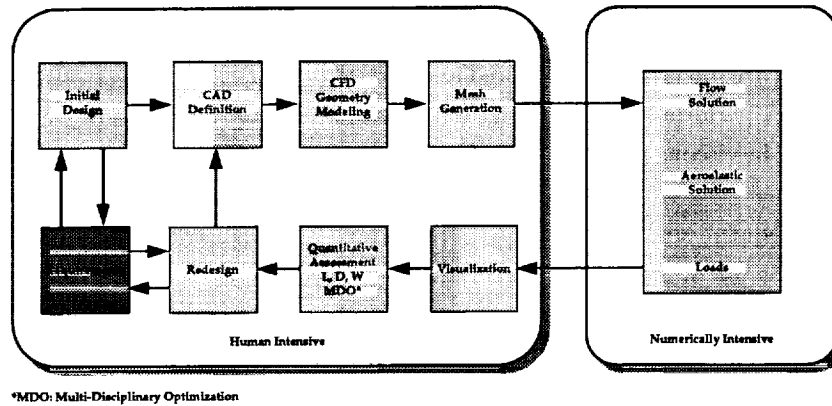 Initial
Design
CAD
Definition
CFD
Geometry
Modeling
Mesh
Generation
Flow
Solution
Aeroelastic
Solution
Loads
Redesign
Quantitative
Assessment
L, D, W
MDO*
Visualization
Human Intensive
Numerically Intensive
*MDO: Multi-Disciplinary Optimization